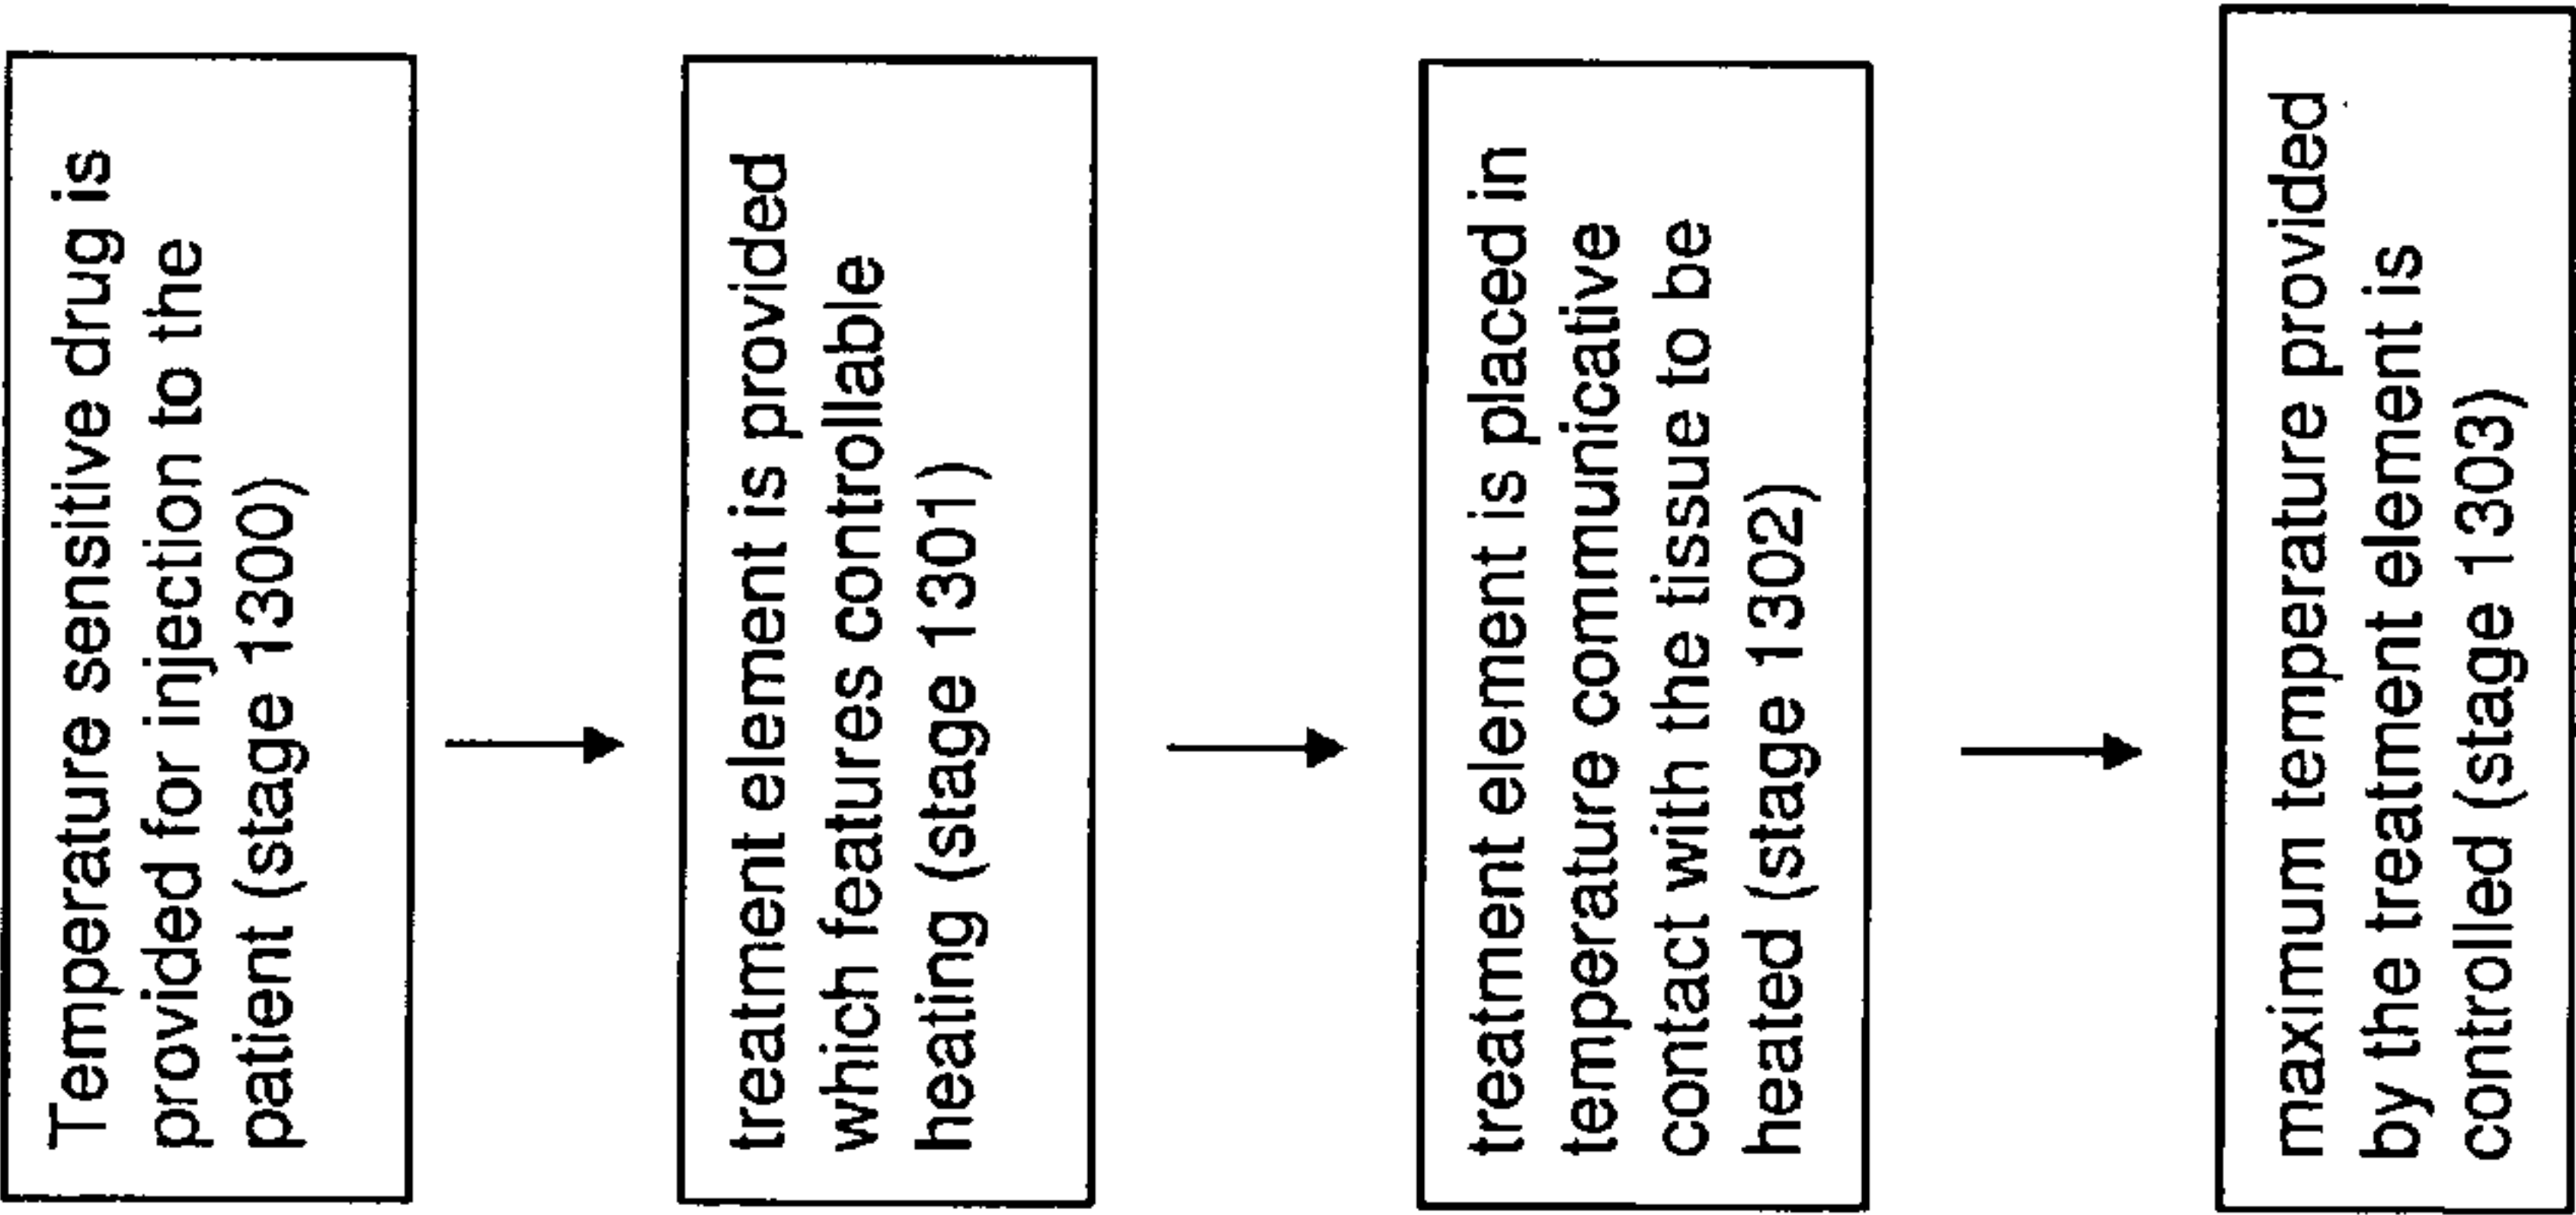 Temperature sensitive drug is
provided for injection to the
patient (stage 1300)
treatment element is provided
which features controllable
heating (stage 1301)
treatment element is placed in
temperature communicative
contact with the tissue to be
heated (stage 1302)
maximum temperature provided
by the treatment element is
controlled (stage 1303)